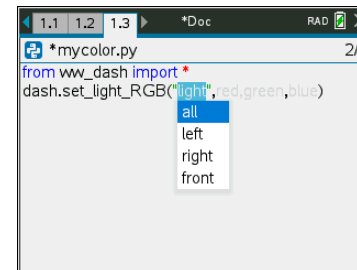 1.1 1.2 1.3 *Doc RAD
*mycolor.py 2/
from ww_dash import *
dash.set_light_RGB("light",red,green,blue)
all
left
right
front